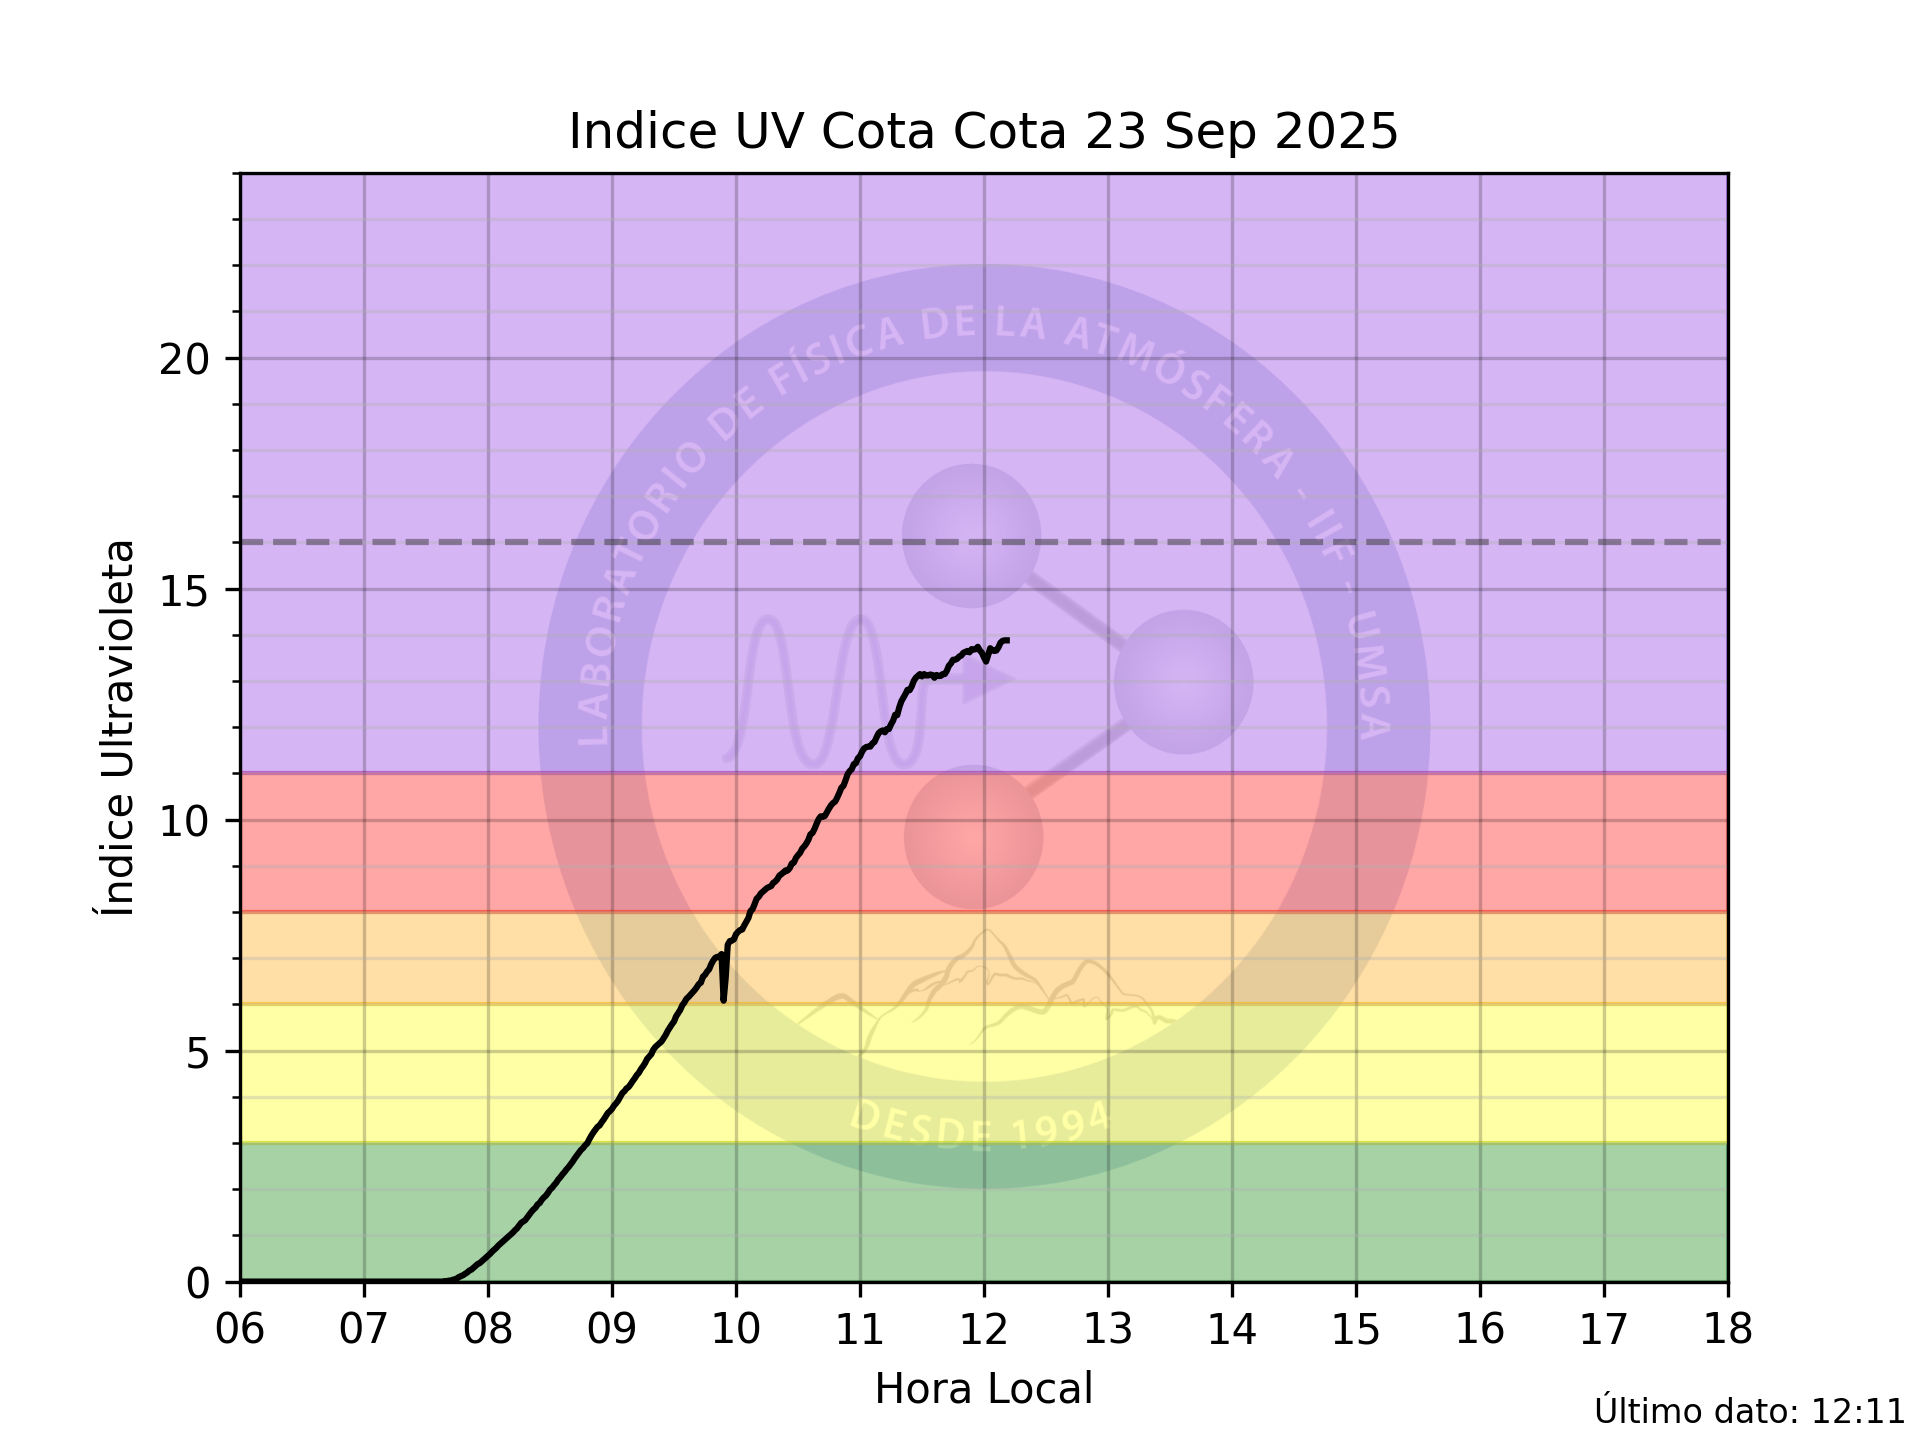 Indice UV Cota Cota 23 Sep 2025
Índice Ultravioleta
20
15
10
5
0
LABORATORIO DE FÍSICA DE LA ATMÓSFERA - IIF - UMSA
DESDE 1994
06 07 08 09 10 11 12 13 14 15 16 17 18
Hora Local
Último dato: 12:11